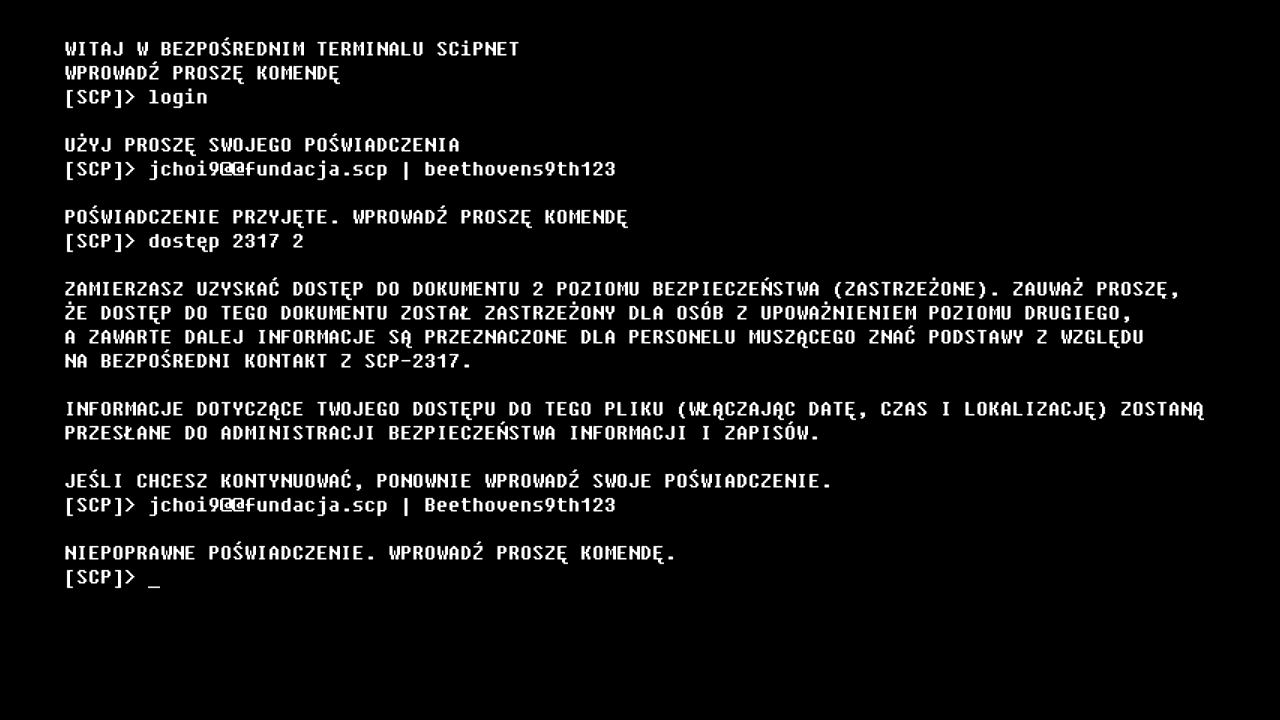 WITAJ W BEZPOŚREDNIM TERMINALU SCiPNET
WPROWADŹ PROSZĘ KOMENDĘ
[SCP]> login
UŻYJ PROSZĘ SWOJEGO POŚWIADCZENIA
[SCP]> jchoi9@@fundacja.scp | beethovens9th123
POŚWIADCZENIE PRZYJĘTE. WPROWADŹ PROSZĘ KOMENDĘ
[SCP]> dostęp 2317 2
ZAMIERZASZ UZYSKAĆ DOSTĘP DO DOKUMENTU 2 POZIOMU BEZPIECZEŃSTWA (ZASTRZEŻONE). ZAUWAŻ PROSZĘ,
ŻE DOSTĘP DO TEGO DOKUMENTU ZOSTAŁ ZASTRZEŻONY DLA OSÓB Z UPOWAŻNIENIEM POZIOMU DRUGIEGO,
A ZAWARTE DALEJ INFORMACJE SĄ PRZEZNACZONE DLA PERSONELU MUSZĄCEGO ZNAĆ PODSTAWY Z WZGLĘDU
NA BEZPOŚREDNI KONTAKT Z SCP-2317.
INFORMACJE DOTYCZĄCE TWOJEGO DOSTĘPU DO TEGO PLIKU (WŁĄCZAJĄC DATĘ, CZAS I LOKALIZACJĘ) ZOSTANĄ
PRZESŁANE DO ADMINISTRACJI BEZPIECZEŃSTWA INFORMACJI I ZAPISÓW.
JEŚLI CHCESZ KONTYNUOWAĆ, PONOWNIE WPROWADŹ SWOJE POŚWIADCZENIE.
[SCP]> jchoi9@@fundacja.scp | Beethovens9th123
NIEPOPRAWNE POŚWIADCZENIE. WPROWADŹ PROSZĘ KOMENDĘ.
[SCP]> _